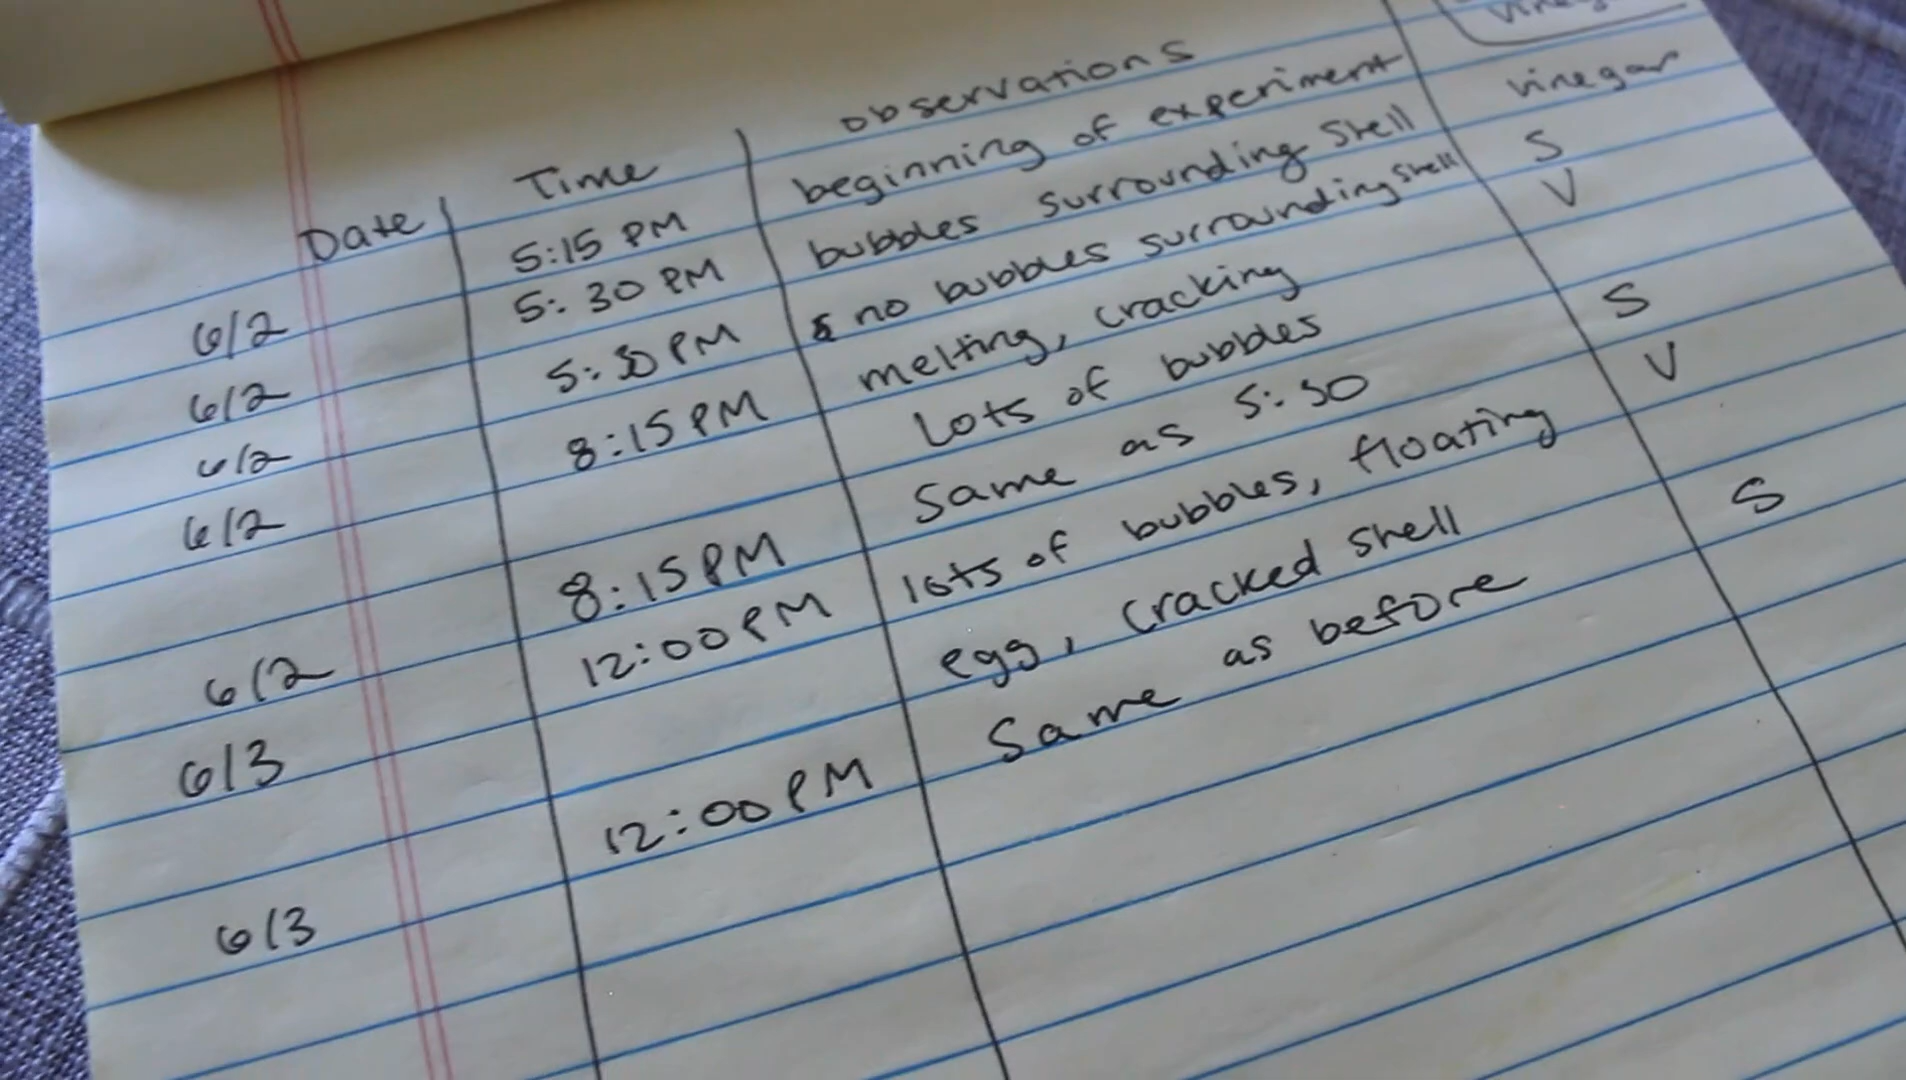 Date Time observations
6/2 5:15 PM beginning of experiment
6/2 5:30 PM bubbles surrounding shell vinegar
6/2 5:30 PM no bubbles surrounding shell S
6/2 8:15 PM melting, cracking V
Lots of bubbles
6/2 8:15 PM Same as 5:30 S
6/3 12:00 PM lots of bubbles, floating V
egg, cracked shell
6/3 12:00 PM Same as before S